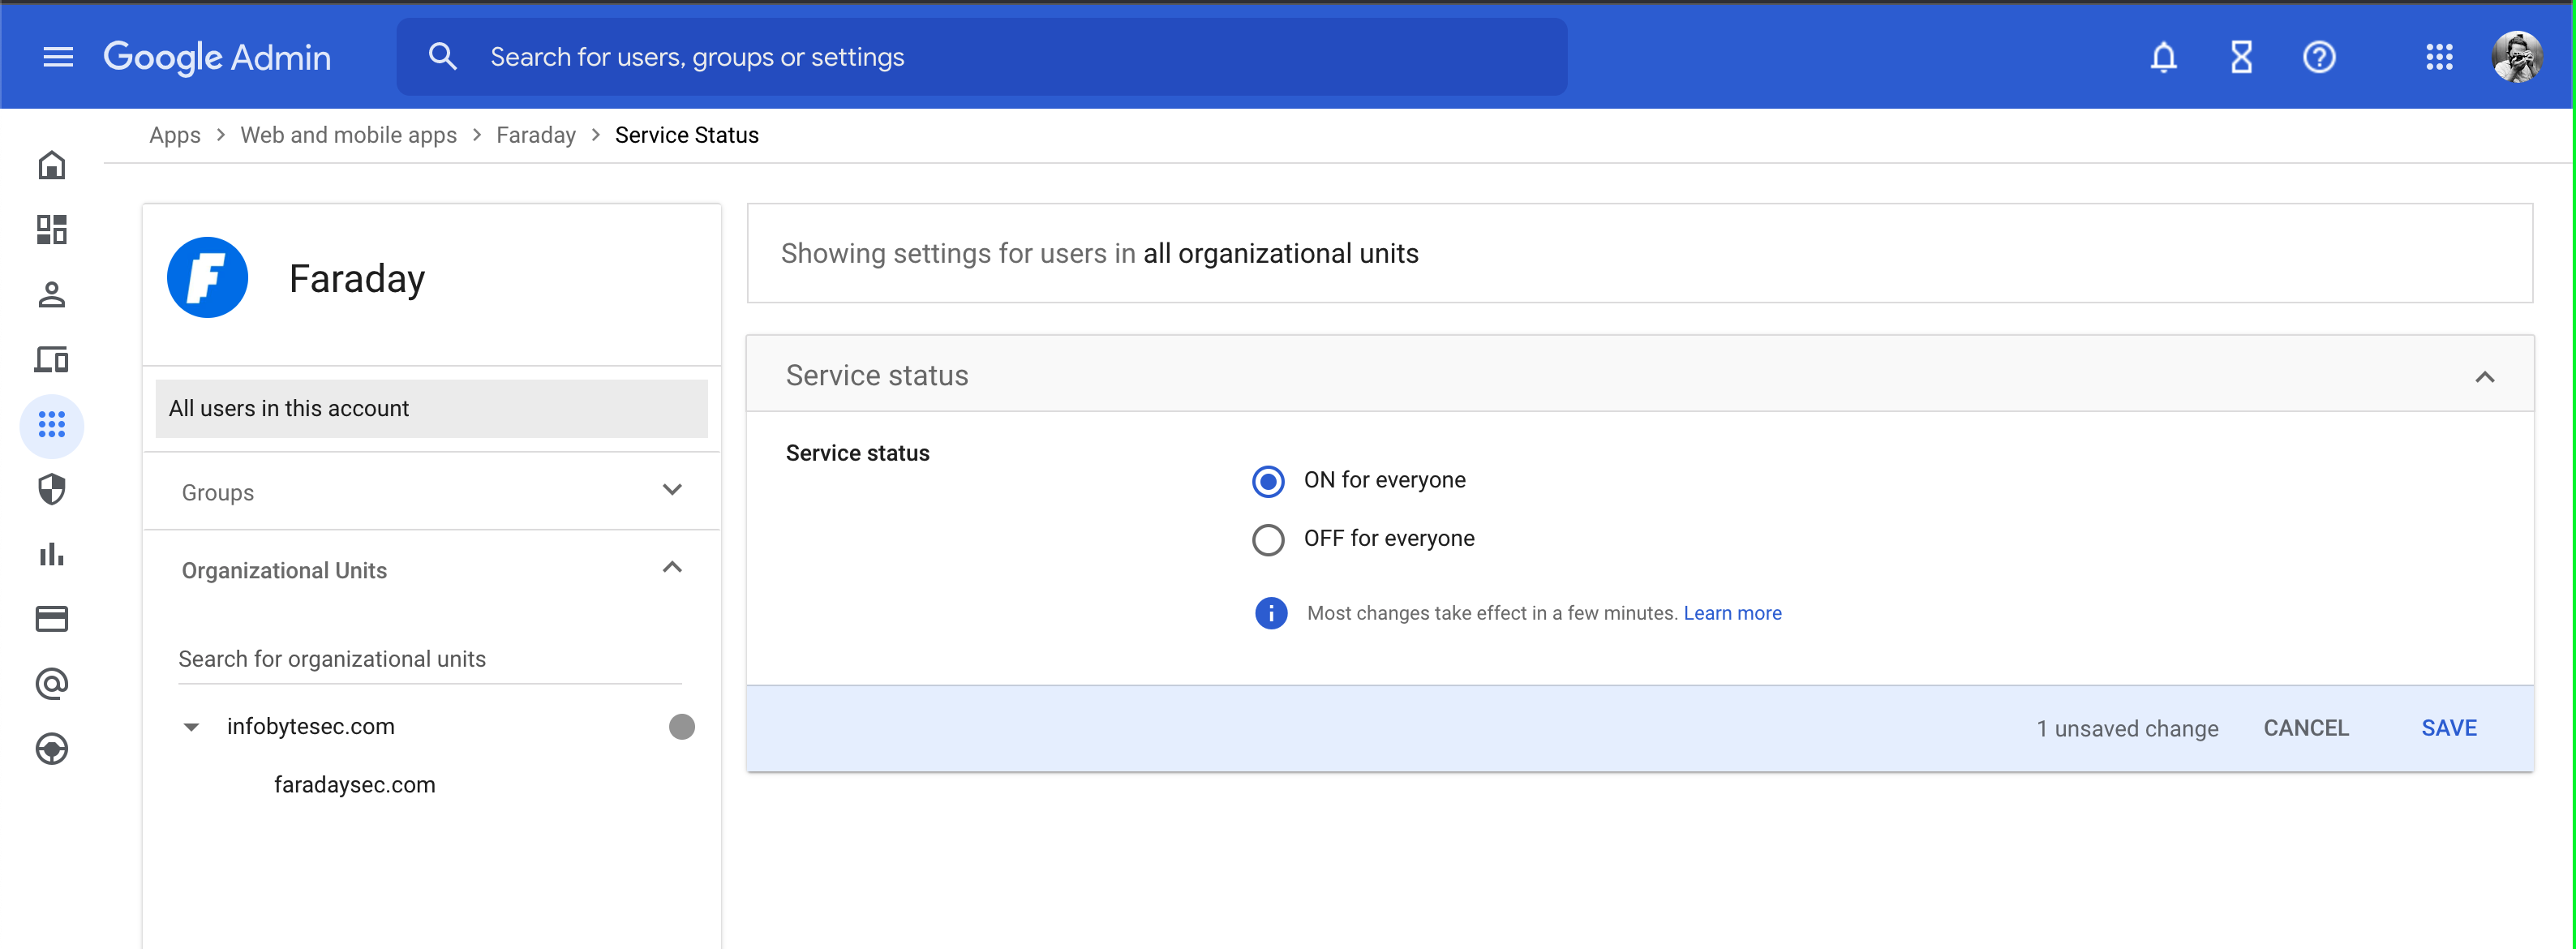 Google Admin
Search for users, groups or settings
Apps > Web and mobile apps > Faraday > Service Status
F
Faraday
All users in this account
Groups
Organizational Units
Search for organizational units
infobytesec.com
faradaysec.com
Showing settings for users in all organizational units
Service status
Service status
ON for everyone
OFF for everyone
Most changes take effect in a few minutes. Learn more
1 unsaved change CANCEL SAVE